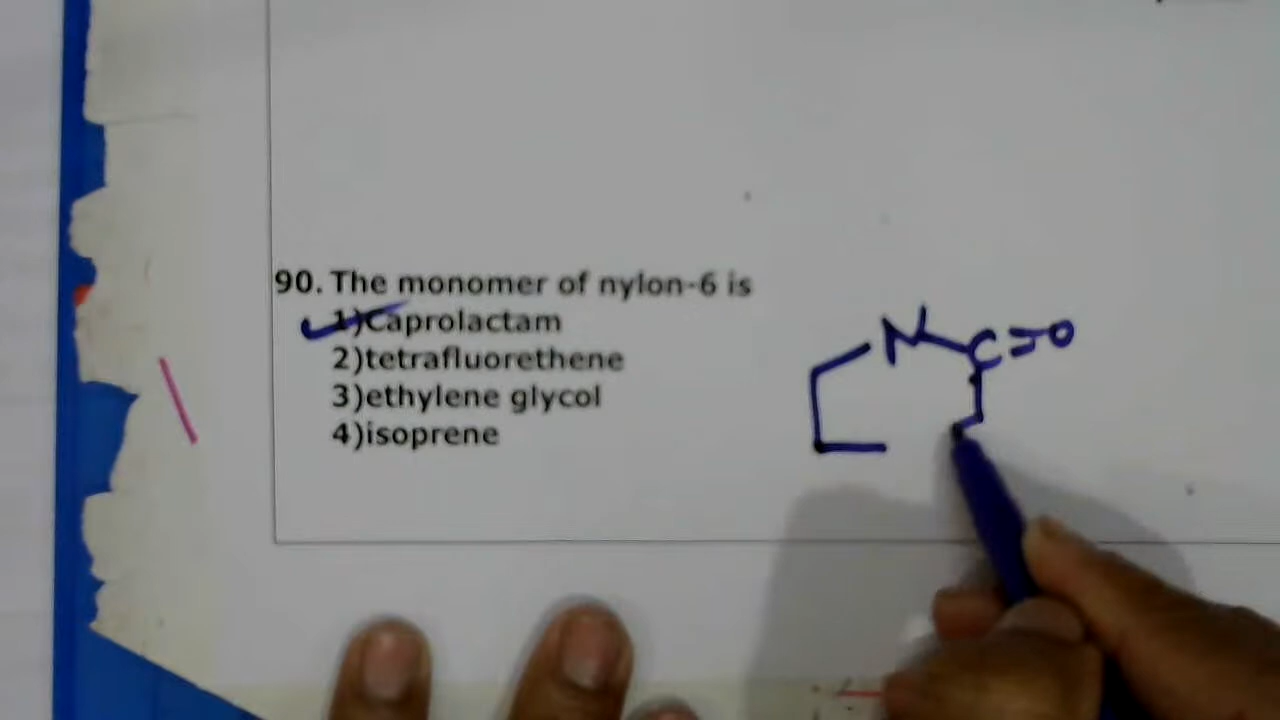 90. The monomer of nylon-6 is
1)Caprolactam
2)tetrafluorethene
3)ethylene glycol
4)isoprene
N C=O